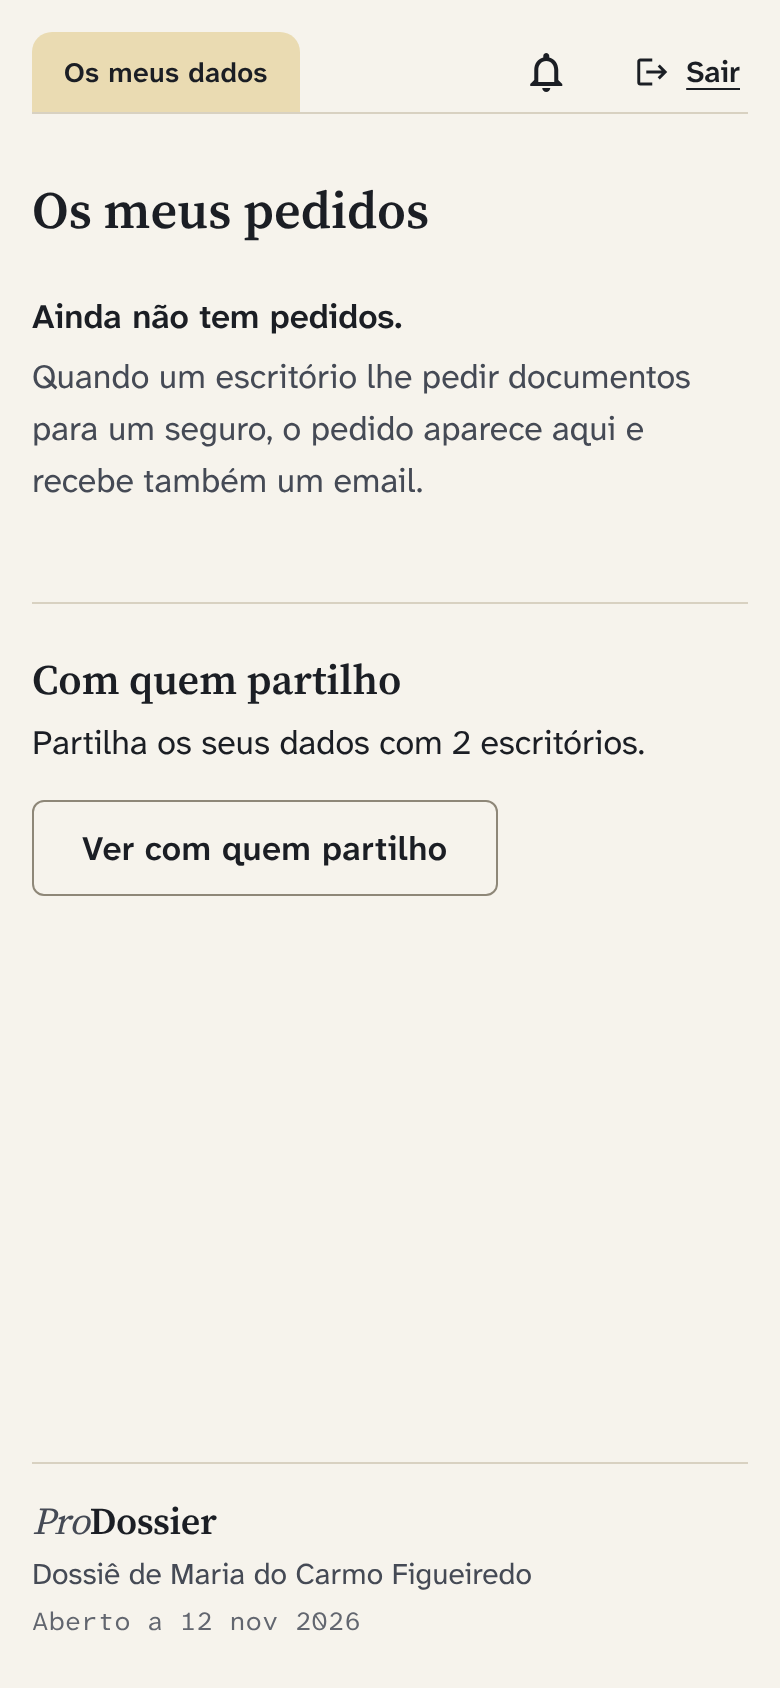 Os meus dados
Sair
Os meus pedidos
Ainda não tem pedidos.
Quando um escritório lhe pedir documentos
para um seguro, o pedido aparece aqui e
recebe também um email.
Com quem partilho
Partilha os seus dados com 2 escritórios.
Ver com quem partilho
ProDossier
Dossiê de Maria do Carmo Figueiredo
Aberto a 12 nov 2026